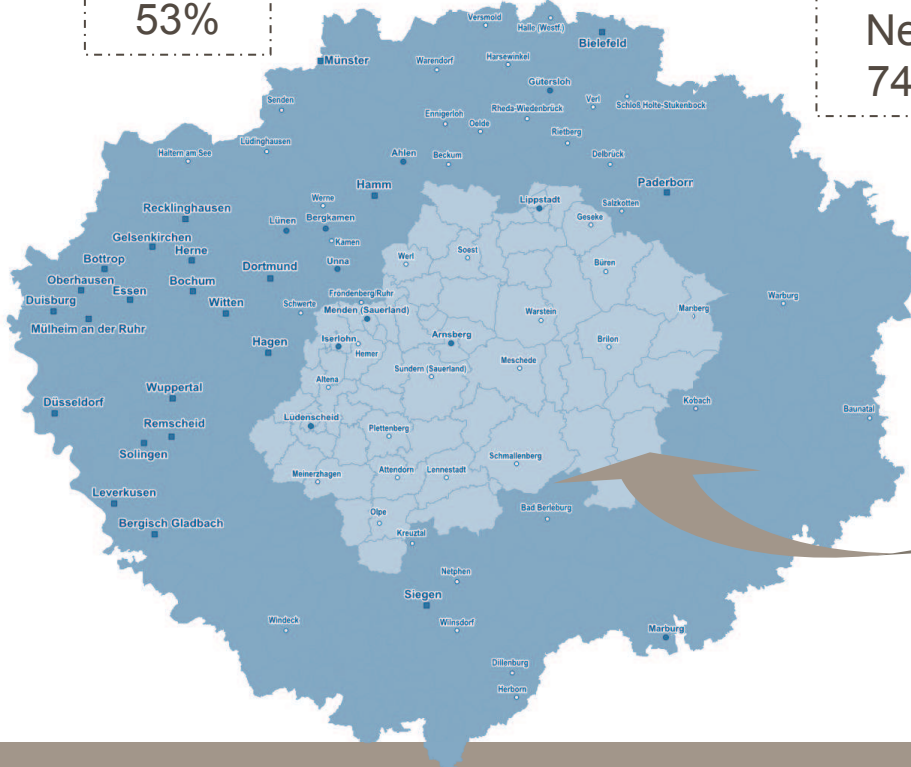 53%
Ne
74
Versmold
Halle (Westf.)
Bielefeld
Münster
Warendorf
Harsewinkel
Gütersloh
Senden
Ennigerloh
Rheda-Wiedenbrück
Verl
Schloß Holte-Stukenbock
Oelde
Rietberg
Lüdinghausen
Haltern am See
Ahlen
Beckum
Delbrück
Hamm
Paderborn
Werne
Lippstadt
Salzkotten
Recklinghausen
Lünen
Bergkamen
Geseke
Gelsenkirchen
Kamen
Herne
Soest
Bottrop
Unna
Werl
Büren
Dortmund
Oberhausen
Essen
Bochum
Duisburg
Witten
Schwerte
Fröndenberg/Ruhr
Warburg
Menden (Sauerland)
Warstein
Marsberg
Mülheim an der Ruhr
Hagen
Iserlohn
Hemer
Arnsberg
Brilon
Meschede
Sundern (Sauerland)
Altena
Wuppertal
Düsseldorf
Korbach
Baunatal
Lüdenscheid
Remscheid
Plettenberg
Solingen
Schmallenberg
Meinerzhagen
Attendorn
Lennestadt
Leverkusen
Olpe
Bad Berleburg
Bergisch Gladbach
Kreuztal
Netphen
Siegen
Windeck
Wilnsdorf
Marburg
Dillenburg
Herborn